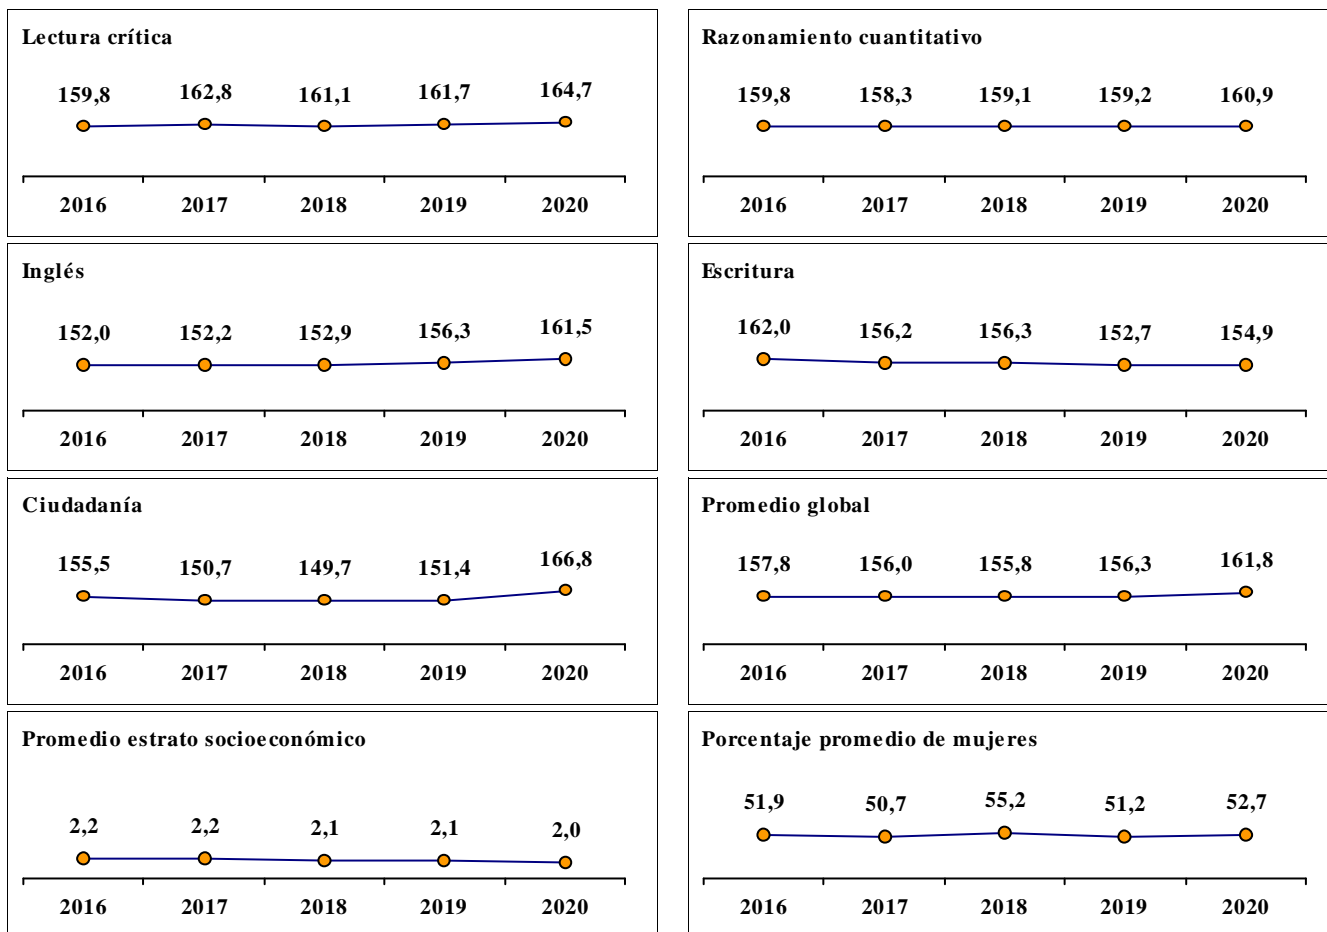 Lectura crítica
159,8 162,8 161,1 161,7 164,7
2016 2017 2018 2019 2020
Razonamiento cuantitativo
159,8 158,3 159,1 159,2 160,9
2016 2017 2018 2019 2020
Inglés
152,0 152,2 152,9 156,3 161,5
2016 2017 2018 2019 2020
Escritura
162,0 156,2 156,3 152,7 154,9
2016 2017 2018 2019 2020
Ciudadanía
155,5 150,7 149,7 151,4 166,8
2016 2017 2018 2019 2020
Promedio global
157,8 156,0 155,8 156,3 161,8
2016 2017 2018 2019 2020
Promedio estrato socioeconómico
2,2 2,2 2,1 2,1 2,0
2016 2017 2018 2019 2020
Porcentaje promedio de mujeres
51,9 50,7 55,2 51,2 52,7
2016 2017 2018 2019 2020